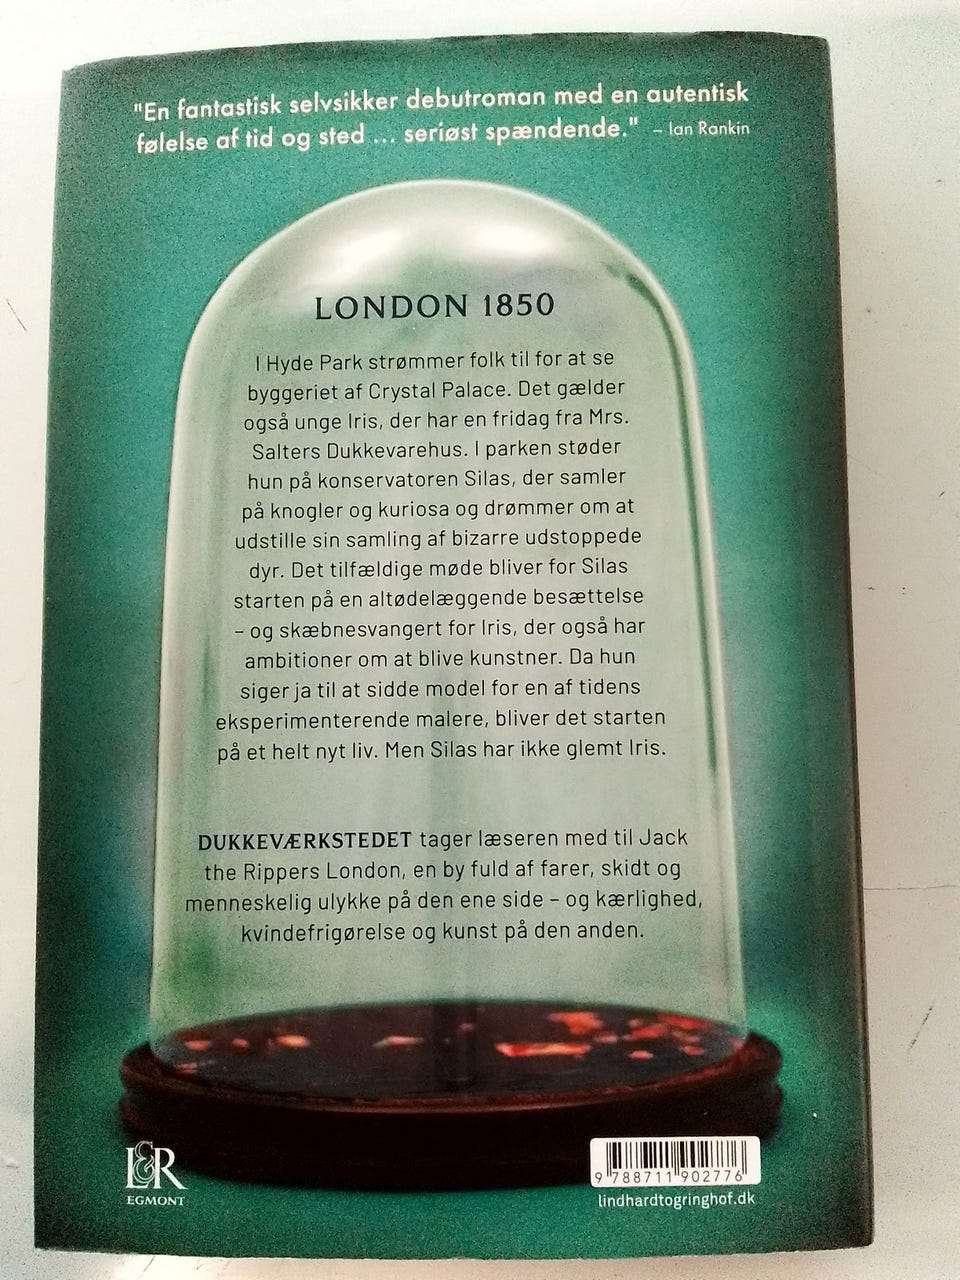 "En fantastisk selvsikker debutroman med en autentisk
følelse af tid og sted ... seriøst spændende." – Ian Rankin
LONDON 1850
I Hyde Park strømmer folk til for at se
byggeriet af Crystal Palace. Det gælder
også unge Iris, der har en fridag fra Mrs.
Salters Dukkevarehus. I parken støder
hun på konservatoren Silas, der samler
på knogler og kuriosa og drømmer om at
udstille sin samling af bizarre udstoppede
dyr. Det tilfældige møde bliver for Silas
starten på en altødelæggende besættelse
– og skæbnesvangert for Iris, der også har
ambitioner om at blive kunstner. Da hun
siger ja til at sidde model for en af tidens
eksperimenterende malere, bliver det starten
på et helt nyt liv. Men Silas har ikke glemt Iris.
DUKKEVÆRKSTEDET tager læseren med til Jack
the Rippers London, en by fuld af farer, skidt og
menneskelig ulykke på den ene side – og kærlighed,
kvindefrigørelse og kunst på den anden.
L&R
EGMONT
9 788711 902776
lindhardtogringhof.dk